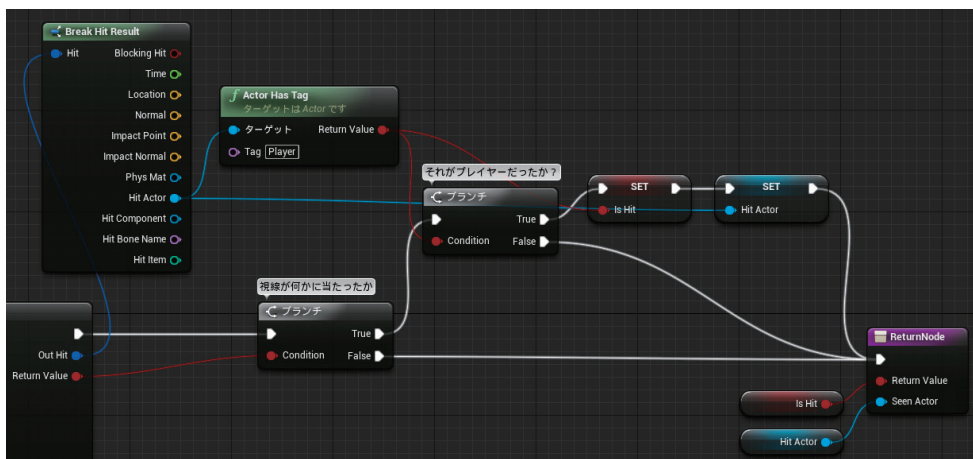 Break Hit Result
Hit
Blocking Hit
Time
Location
Normal
Impact Point
Impact Normal
Phys Mat
Hit Actor
Hit Component
Hit Bone Name
Hit Item
f Actor Has Tag
ターゲットは Actor です
ターゲット
Return Value
Tag Player
それがプレイヤーだったか？
ブランチ
True
Condition
False
SET
Is Hit
SET
Hit Actor
視線が何かに当たったか
ブランチ
True
Condition
False
Out Hit
Return Value
ReturnNode
Return Value
Seen Actor
Is Hit
Hit Actor